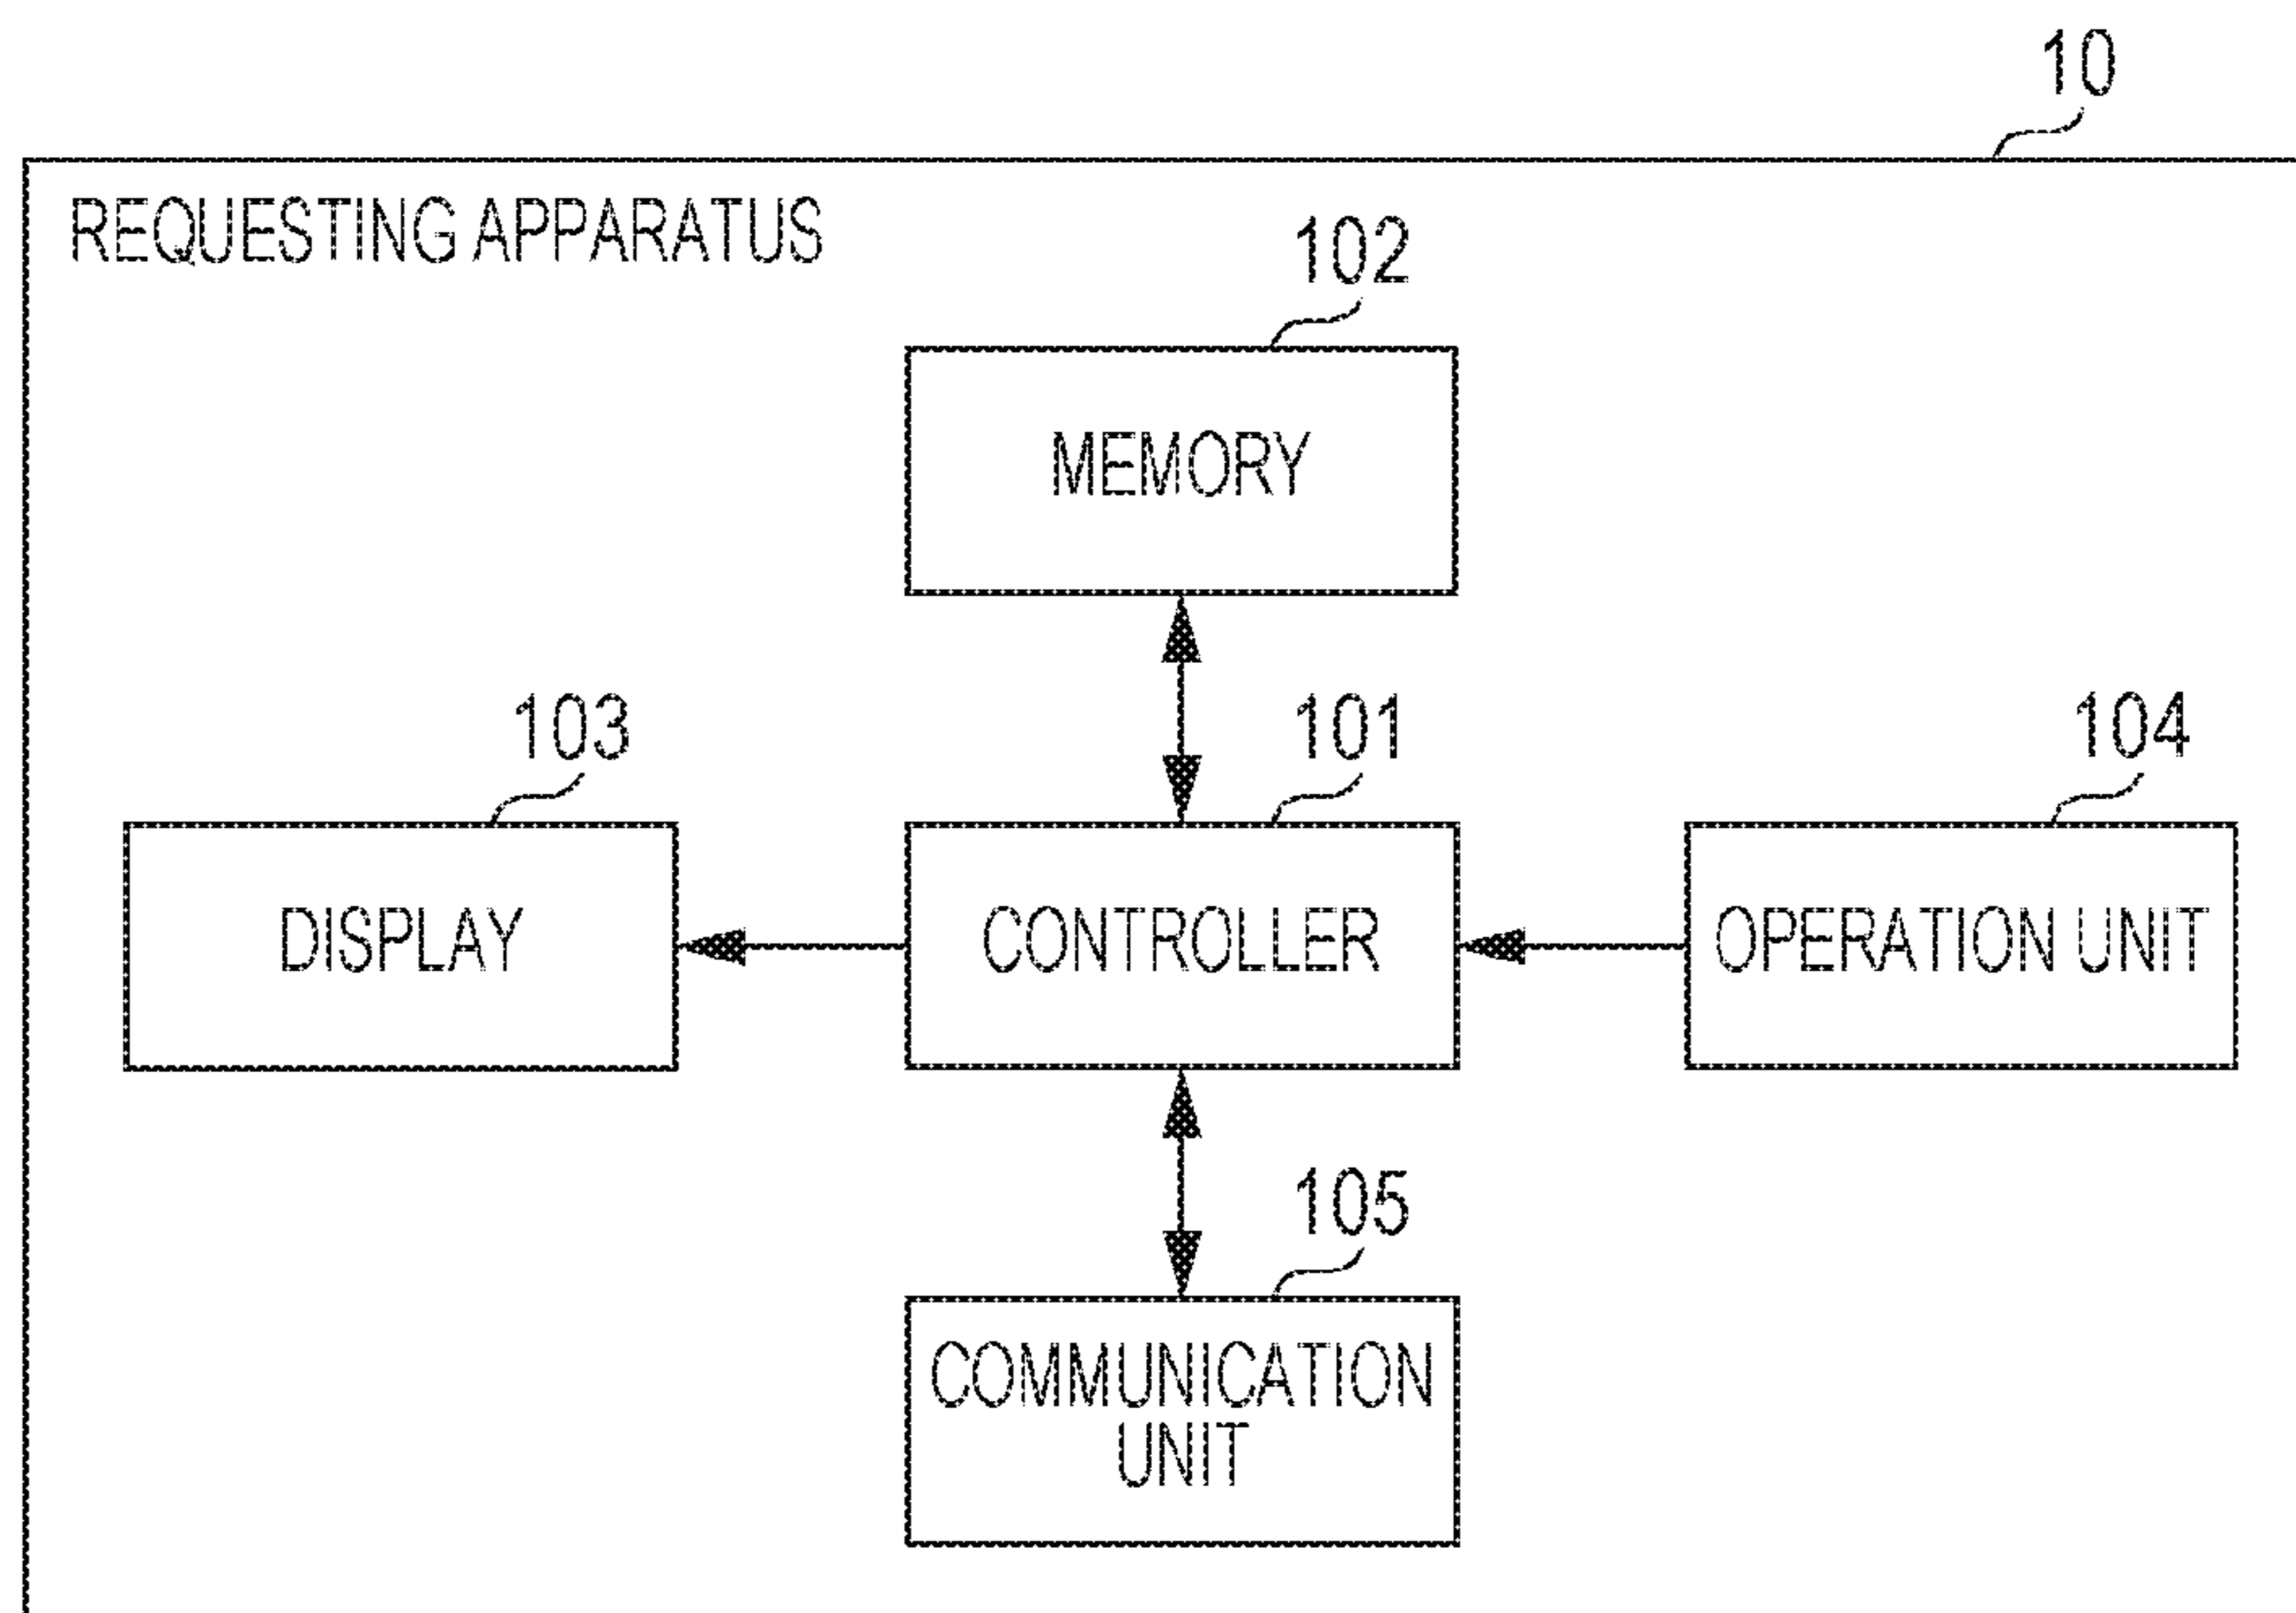 10
REQUESTING APPARATUS
102
MEMORY
103
101
104
DISPLAY
CONTROLLER
OPERATION UNIT
105
COMMUNICATION
UNIT